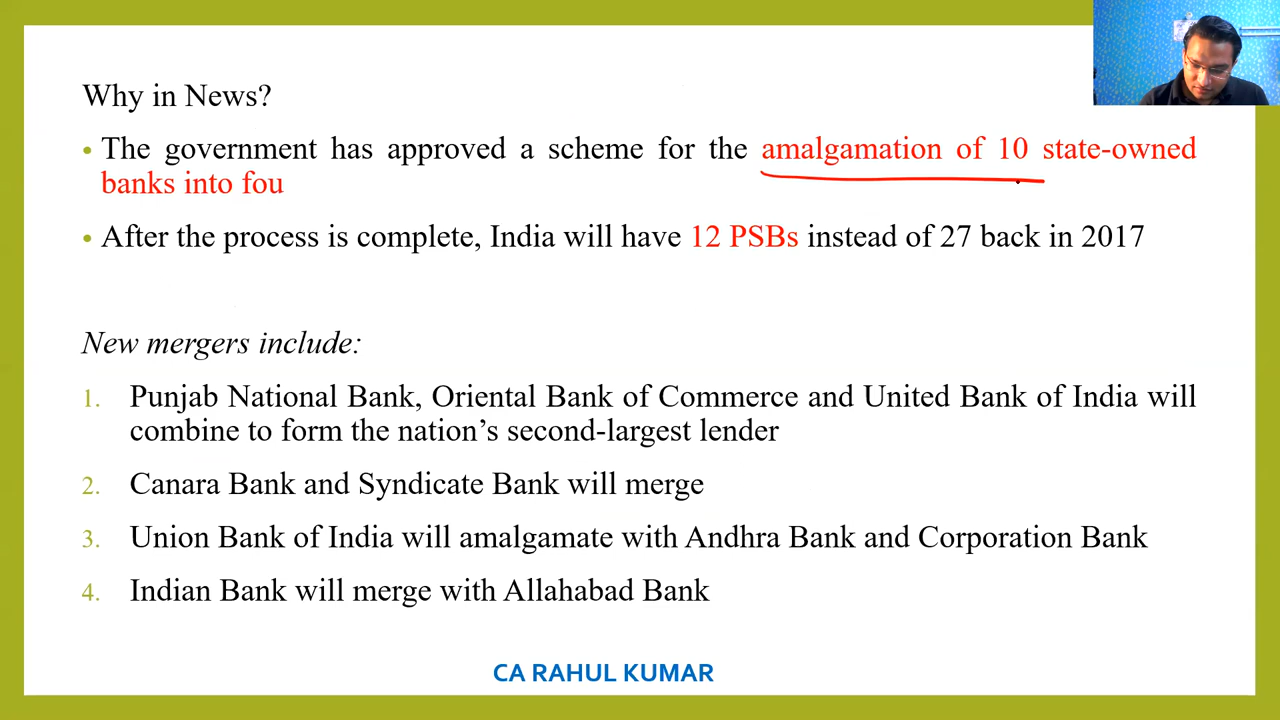 Why in News?
• The government has approved a scheme for the amalgamation of 10 state-owned
banks into fou
• After the process is complete, India will have 12 PSBs instead of 27 back in 2017
New mergers include:
1. Punjab National Bank, Oriental Bank of Commerce and United Bank of India will
combine to form the nation’s second-largest lender
2. Canara Bank and Syndicate Bank will merge
3. Union Bank of India will amalgamate with Andhra Bank and Corporation Bank
4. Indian Bank will merge with Allahabad Bank
CA RAHUL KUMAR